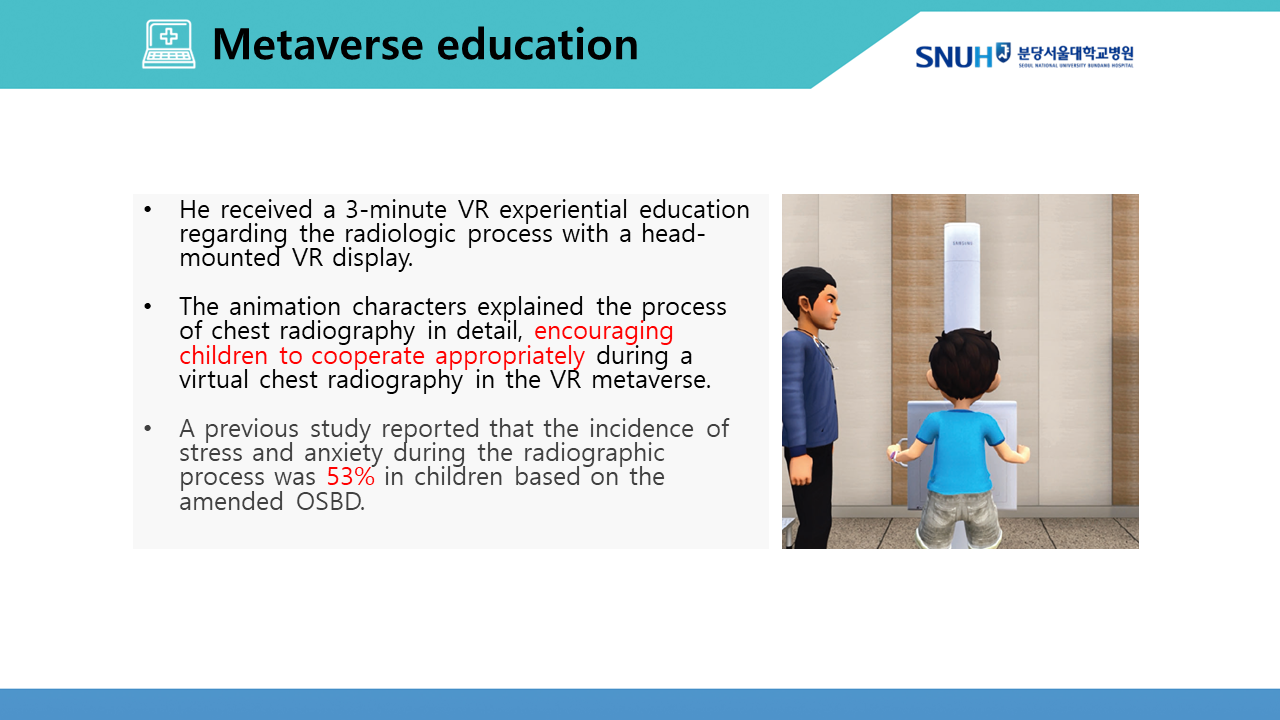 Metaverse education
SNUH 분당서울대학교병원
SEOUL NATIONAL UNIVERSITY BUNDANG HOSPITAL
• He received a 3-minute VR experiential education
regarding the radiologic process with a head-
mounted VR display.
• The animation characters explained the process
of chest radiography in detail, encouraging
children to cooperate appropriately during a
virtual chest radiography in the VR metaverse.
• A previous study reported that the incidence of
stress and anxiety during the radiographic
process was 53% in children based on the
amended OSBD.
SAMSUNG